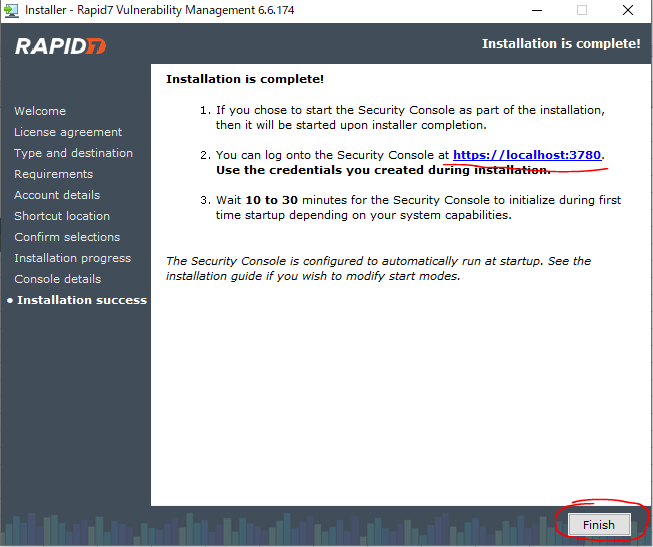 Installer - Rapid7 Vulnerability Management 6.6.174
RAPID7
Installation is complete!
Welcome
License agreement
Type and destination
Requirements
Account details
Shortcut location
Confirm selections
Installation progress
Console details
• Installation success
Installation is complete!
1. If you chose to start the Security Console as part of the installation,
then it will be started upon installer completion.
2. You can log onto the Security Console at https://localhost:3780.
Use the credentials you created during installation.
3. Wait 10 to 30 minutes for the Security Console to initialize during first
time startup depending on your system capabilities.
The Security Console is configured to automatically run at startup. See the
installation guide if you wish to modify start modes.
Finish